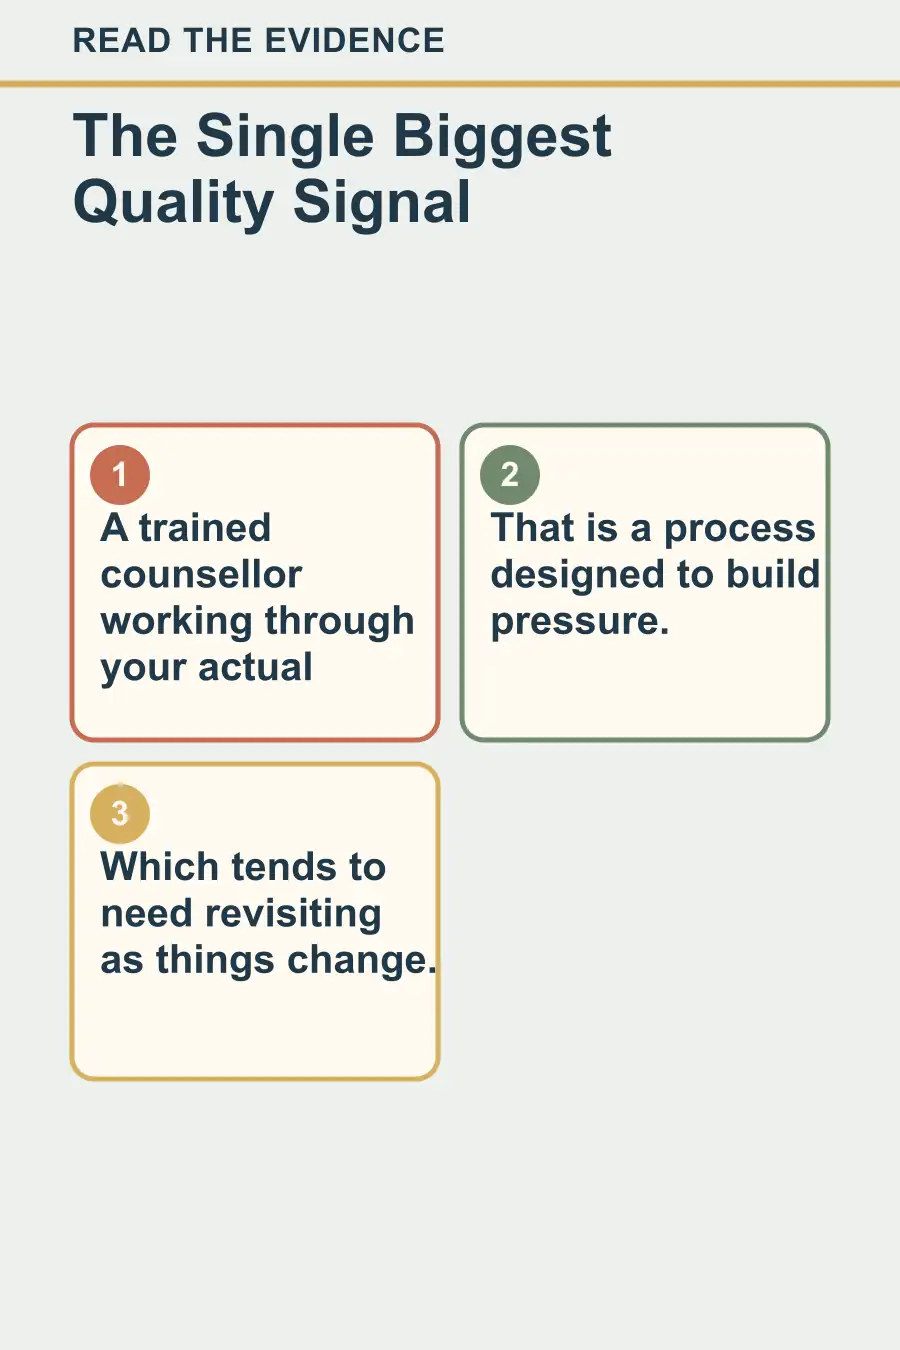 READ THE EVIDENCE
The Single Biggest
Quality Signal
1
A trained
counsellor
working through
your actual
2
That is a process
designed to build
pressure.
3
Which tends to
need revisiting
as things change.